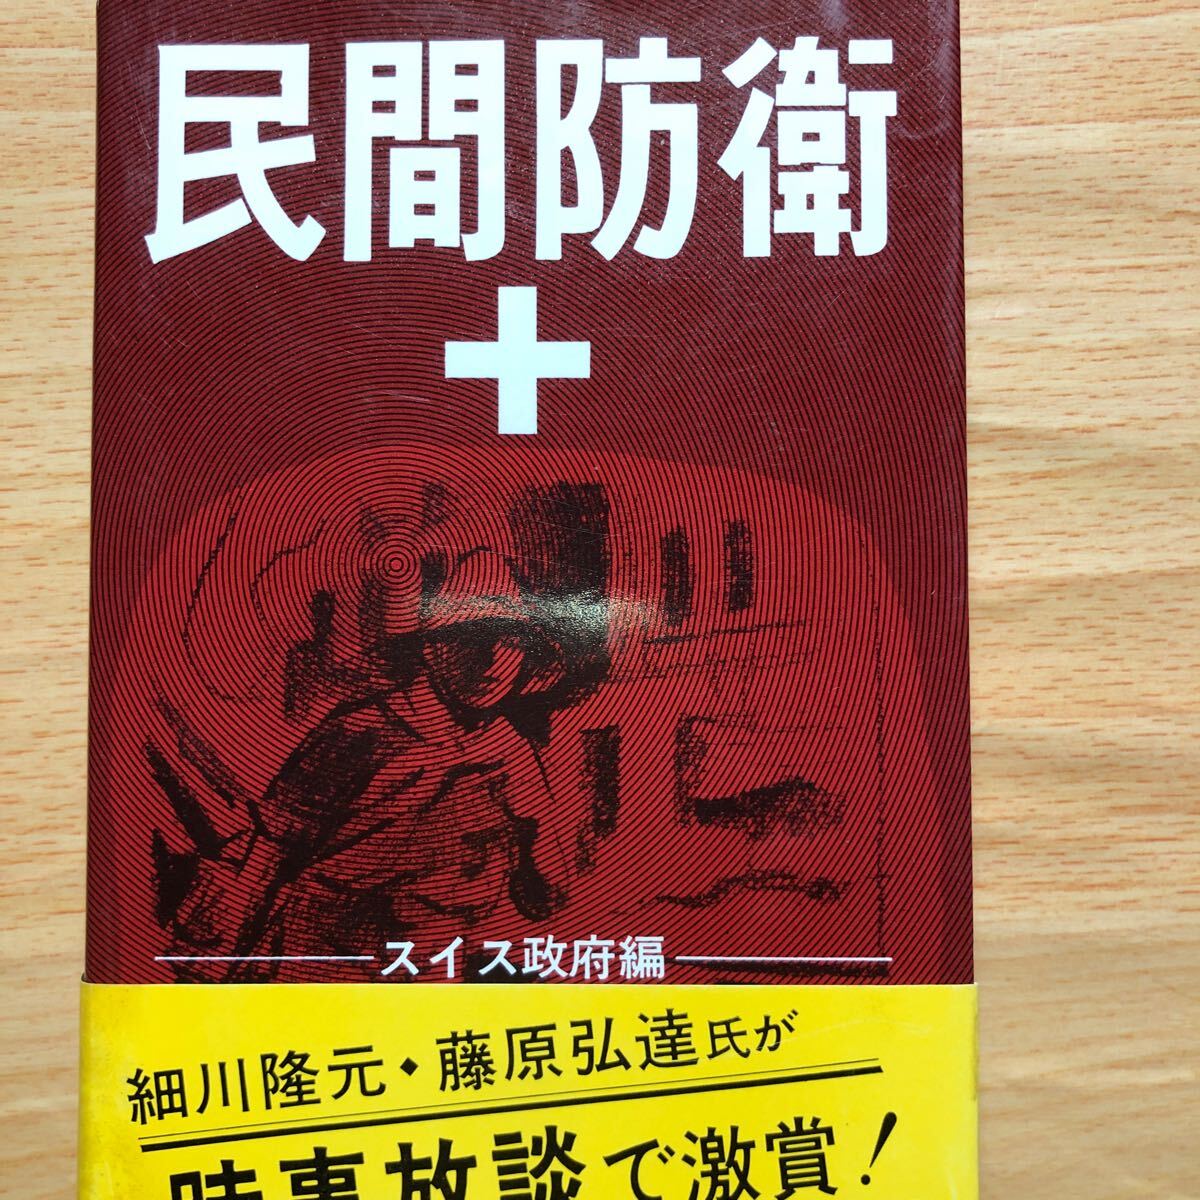 民間防衛
スイス政府編
細川隆元・藤原弘達氏が
時事放談で激賞!